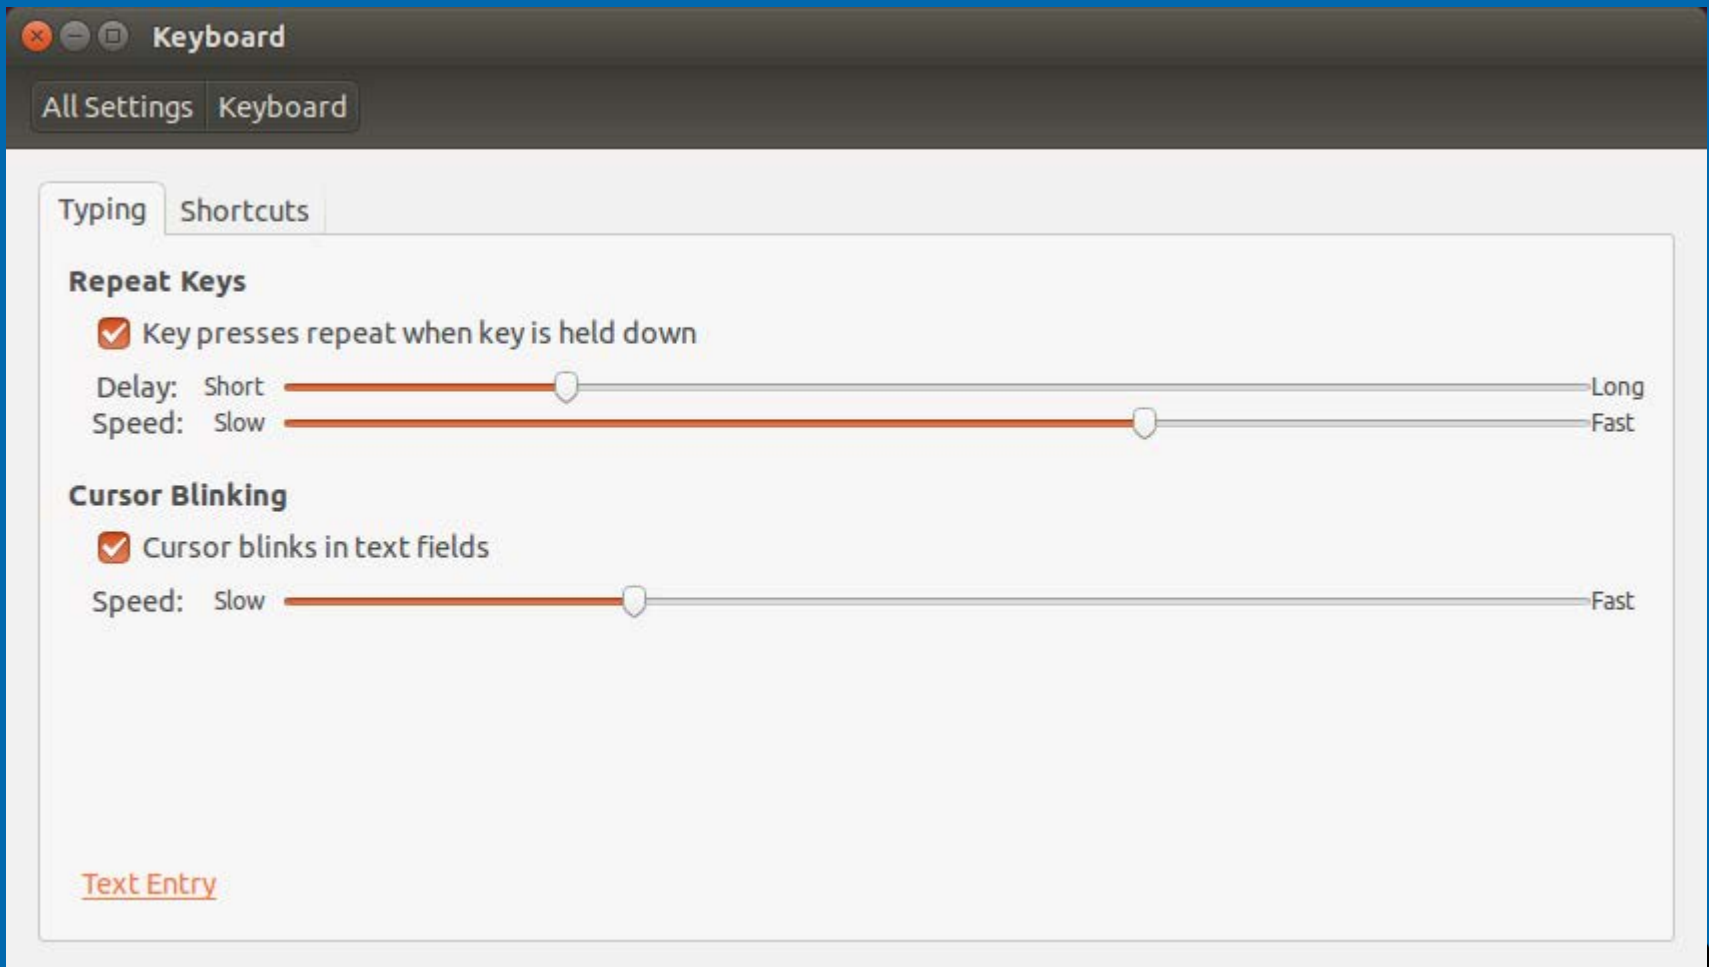 Keyboard
All Settings Keyboard
Typing Shortcuts
Repeat Keys
Key presses repeat when key is held down
Delay: Short Long
Speed: Slow Fast
Cursor Blinking
Cursor blinks in text fields
Speed: Slow Fast
Text Entry